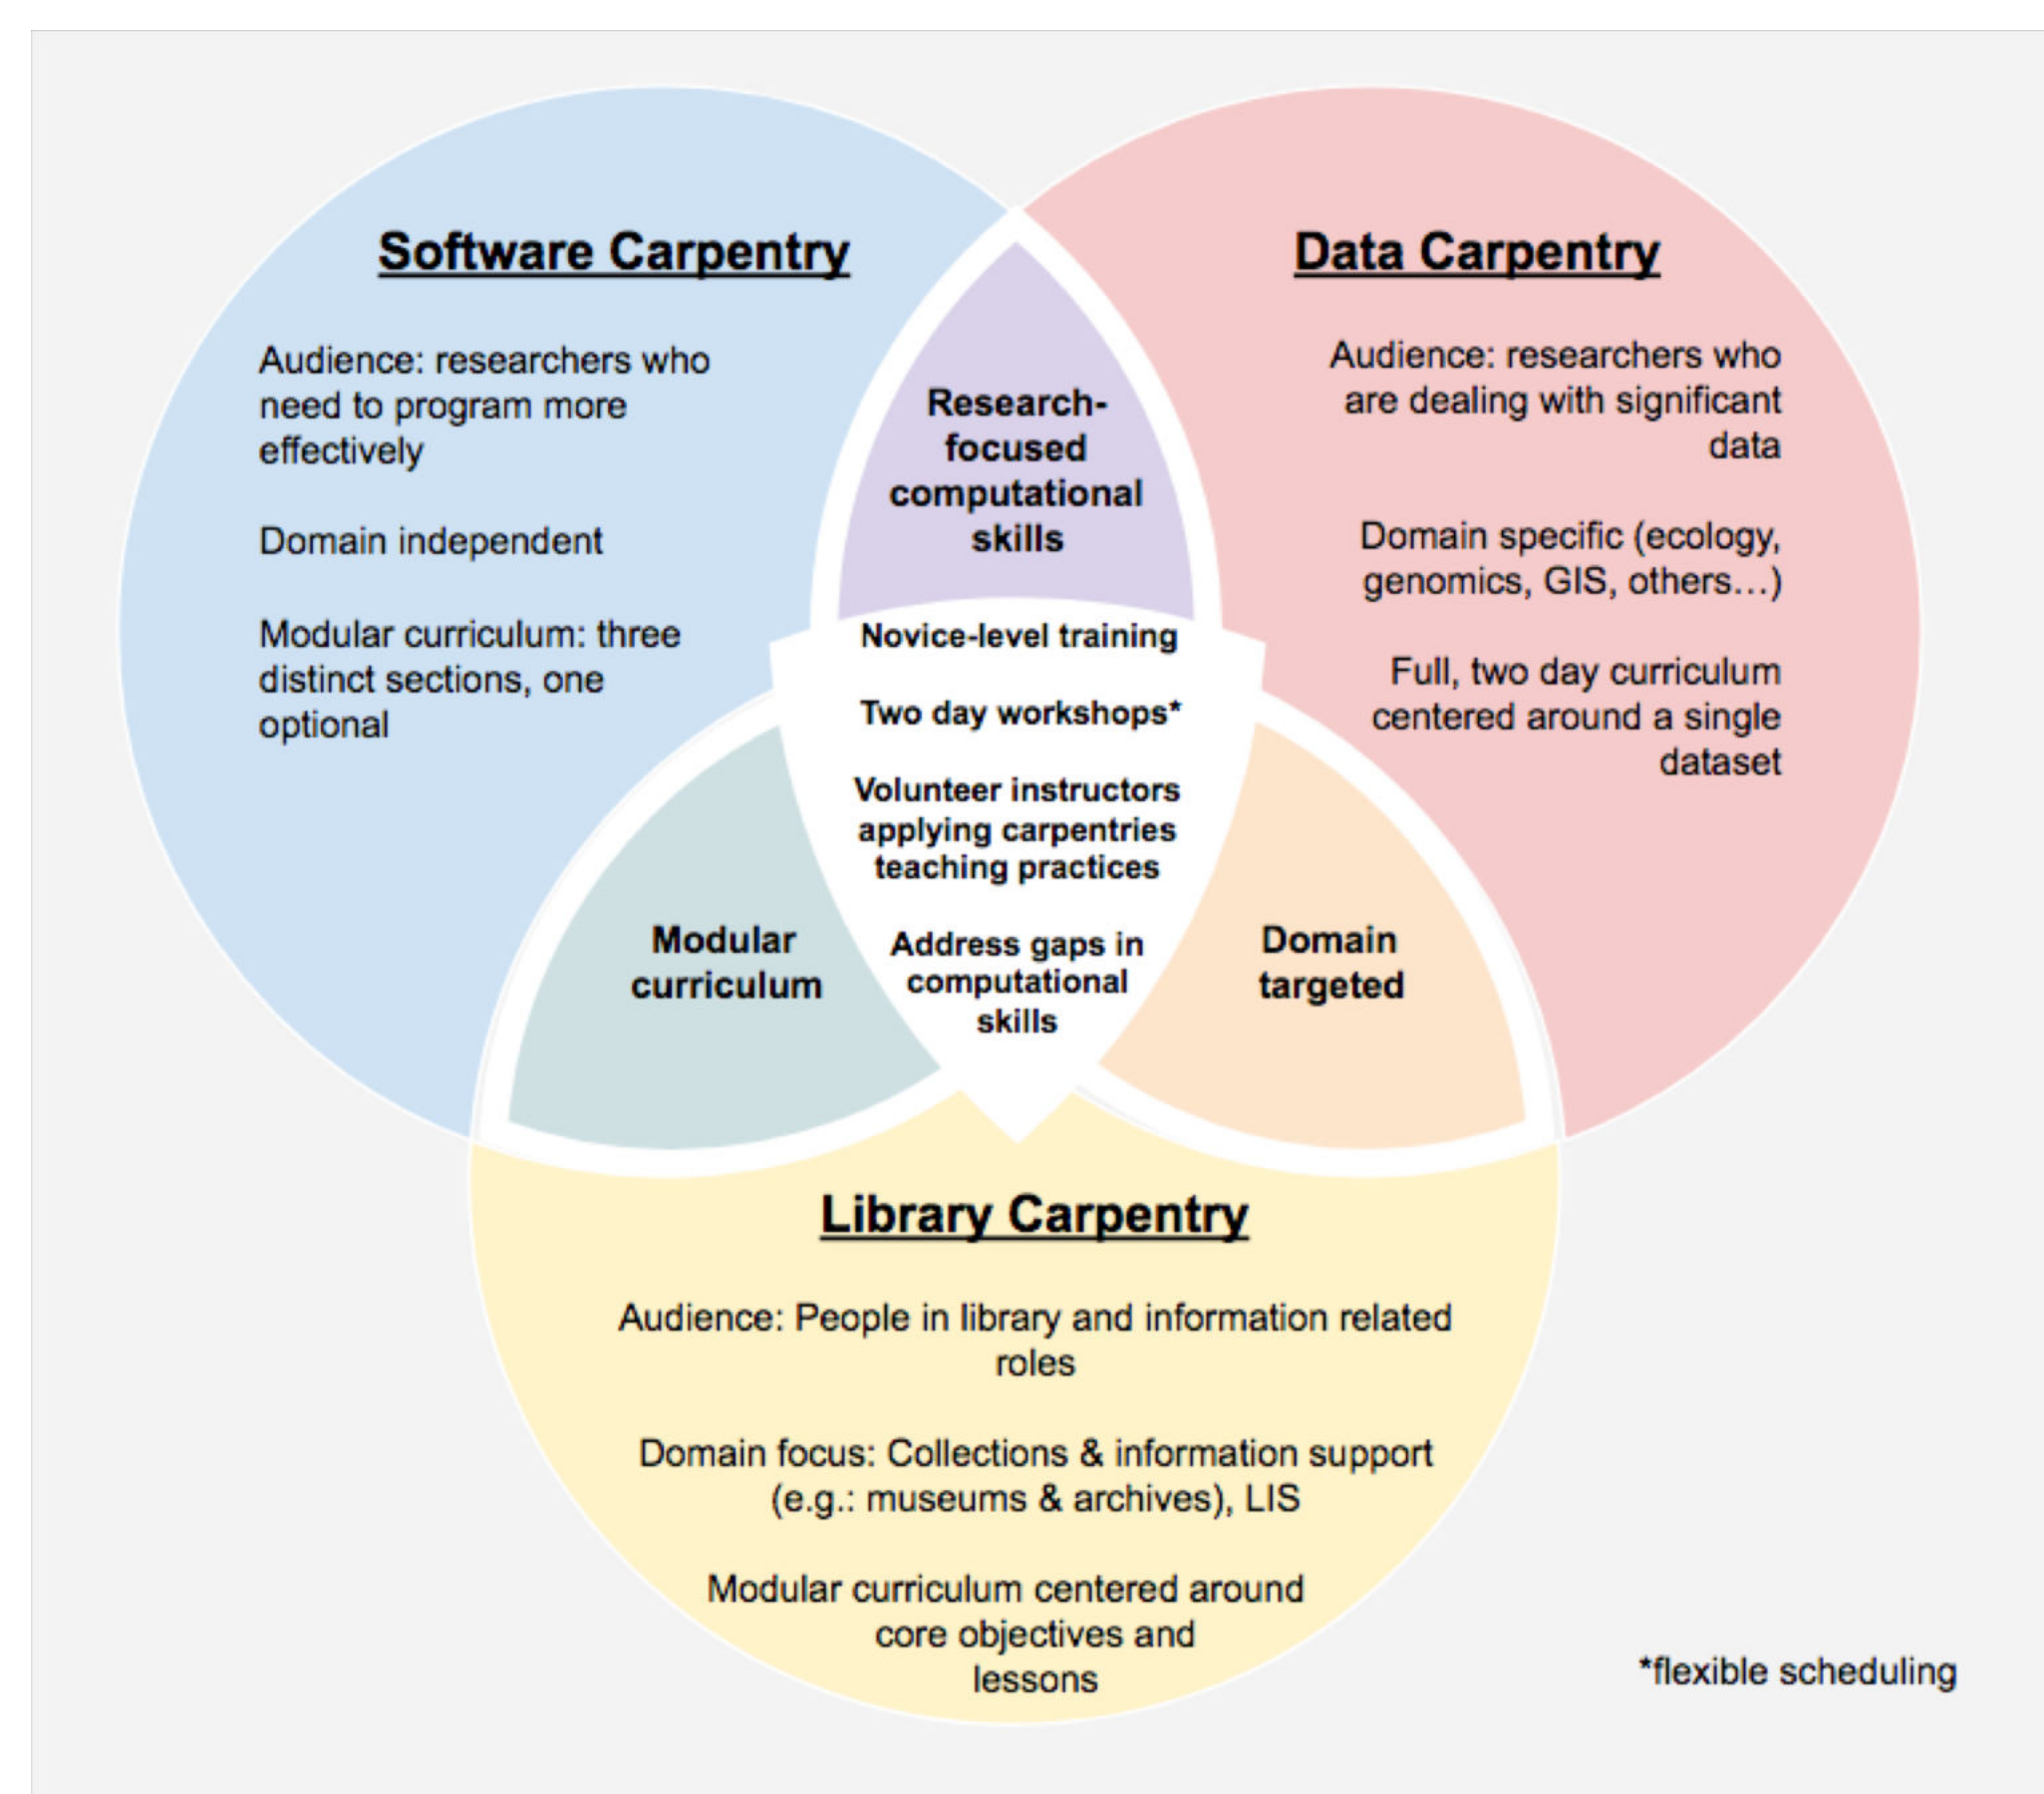 Software Carpentry
Audience: researchers who
need to program more
effectively
Domain independent
Modular curriculum: three
distinct sections, one
optional
Data Carpentry
Audience: researchers who
are dealing with significant
data
Domain specific (ecology,
genomics, GIS, others...)
Full, two day curriculum
centered around a single
dataset
Research-
focused
computational
skills
Novice-level training
Two day workshops*
Volunteer instructors
applying carpentries
teaching practices
Address gaps in
computational
skills
Modular
curriculum
Domain
targeted
Library Carpentry
Audience: People in library and information related
roles
Domain focus: Collections & information support
(e.g.: museums & archives), LIS
Modular curriculum centered around
core objectives and
lessons
*flexible scheduling